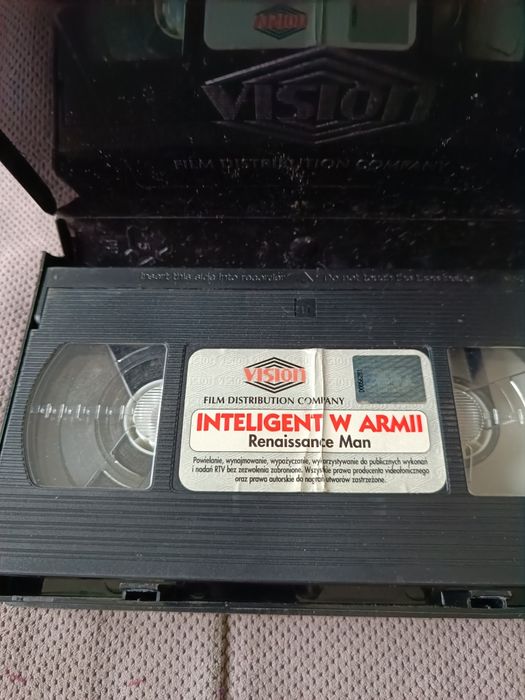 VISION
FILM DISTRIBUTION COMPANY
Insert this side into recorder Do not touch the tape inside
VISION
FILM DISTRIBUTION COMPANY
INTELIGENT W ARMII
Renaissance Man
Powielanie, wynajmowanie, wypożyczanie, wykorzystywanie do publicznych wykonań
i nadań RTV bez zezwolenia zabronione. Wszystkie prawa producenta videofonicznego
oraz prawa autorskie do nagrań utworów zastrzeżone.